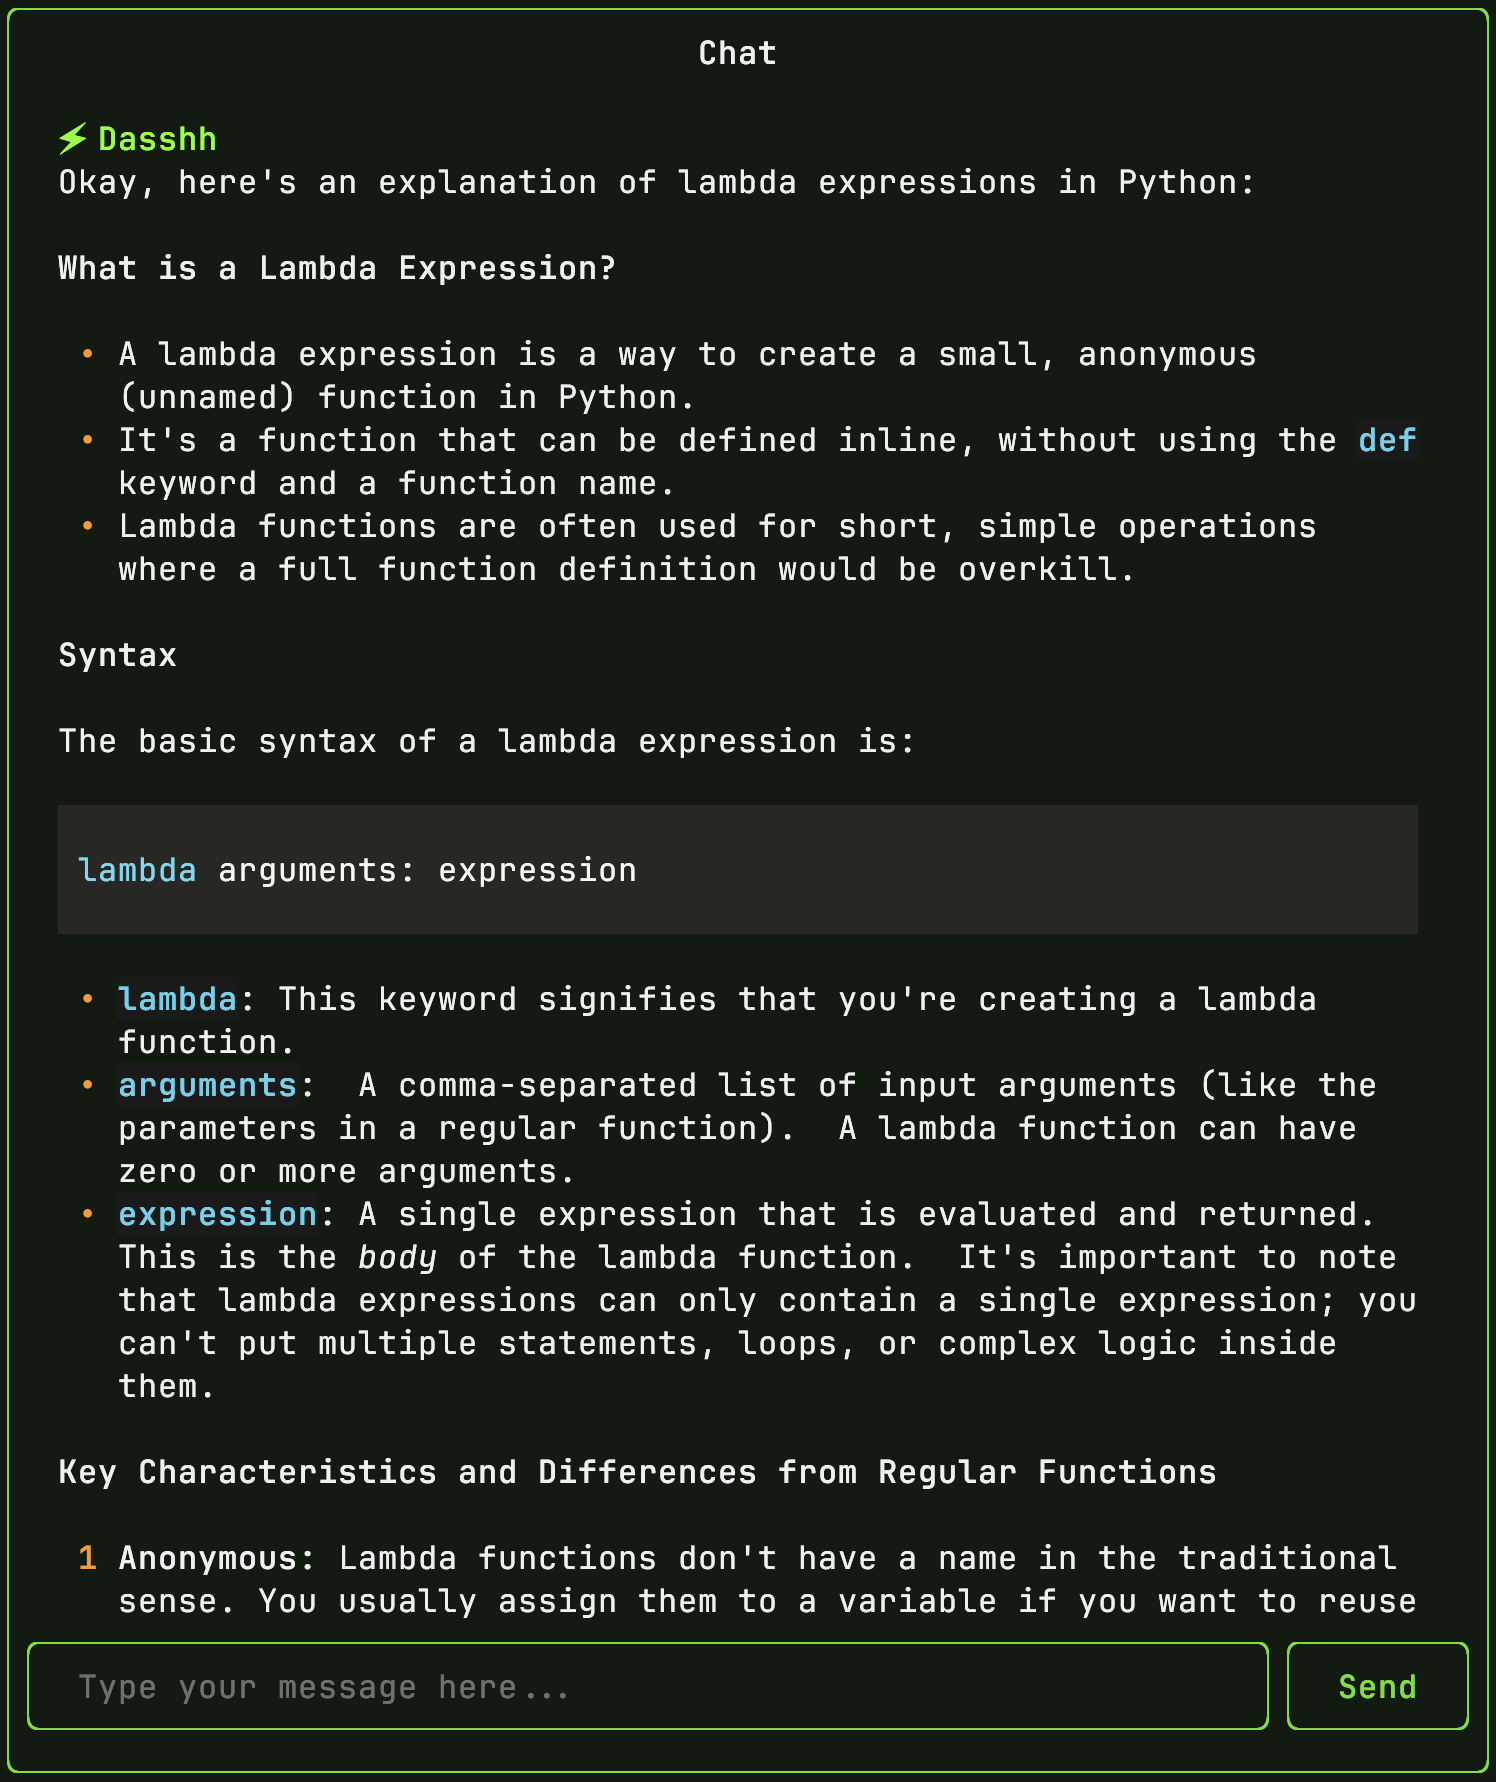 Chat
⚡Dasshh
Okay, here's an explanation of lambda expressions in Python:
What is a Lambda Expression?
• A lambda expression is a way to create a small, anonymous
(unnamed) function in Python.
• It's a function that can be defined inline, without using the def
keyword and a function name.
• Lambda functions are often used for short, simple operations
where a full function definition would be overkill.
Syntax
The basic syntax of a lambda expression is:
lambda arguments: expression
• lambda: This keyword signifies that you're creating a lambda
function.
• arguments:  A comma-separated list of input arguments (like the
parameters in a regular function).  A lambda function can have
zero or more arguments.
• expression: A single expression that is evaluated and returned.
This is the body of the lambda function.  It's important to note
that lambda expressions can only contain a single expression; you
can't put multiple statements, loops, or complex logic inside
them.
Key Characteristics and Differences from Regular Functions
1 Anonymous: Lambda functions don't have a name in the traditional
sense. You usually assign them to a variable if you want to reuse
Type your message here...
Send